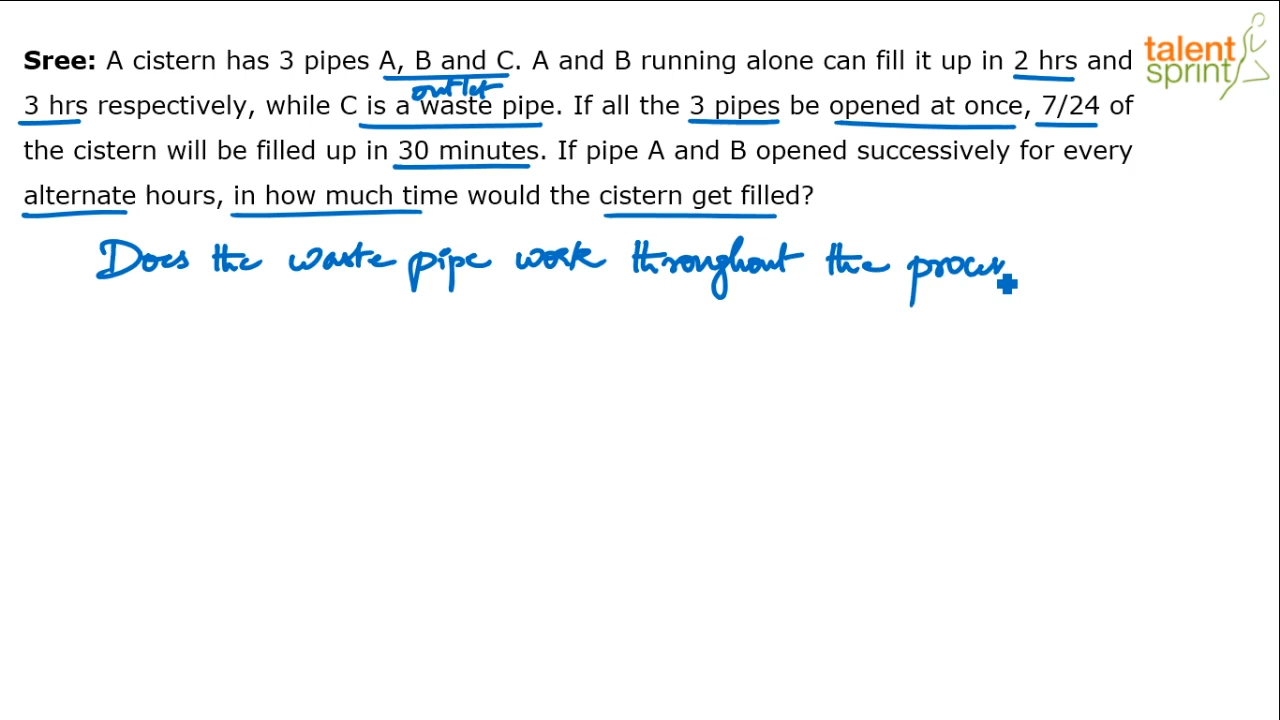 Sree: A cistern has 3 pipes A, B and C. A and B running alone can fill it up in 2 hrs and
talent
sprint
outlet
3 hrs respectively, while C is a waste pipe. If all the 3 pipes be opened at once, 7/24 of
the cistern will be filled up in 30 minutes. If pipe A and B opened successively for every
alternate hours, in how much time would the cistern get filled?
Does the waste pipe work throughout the proces